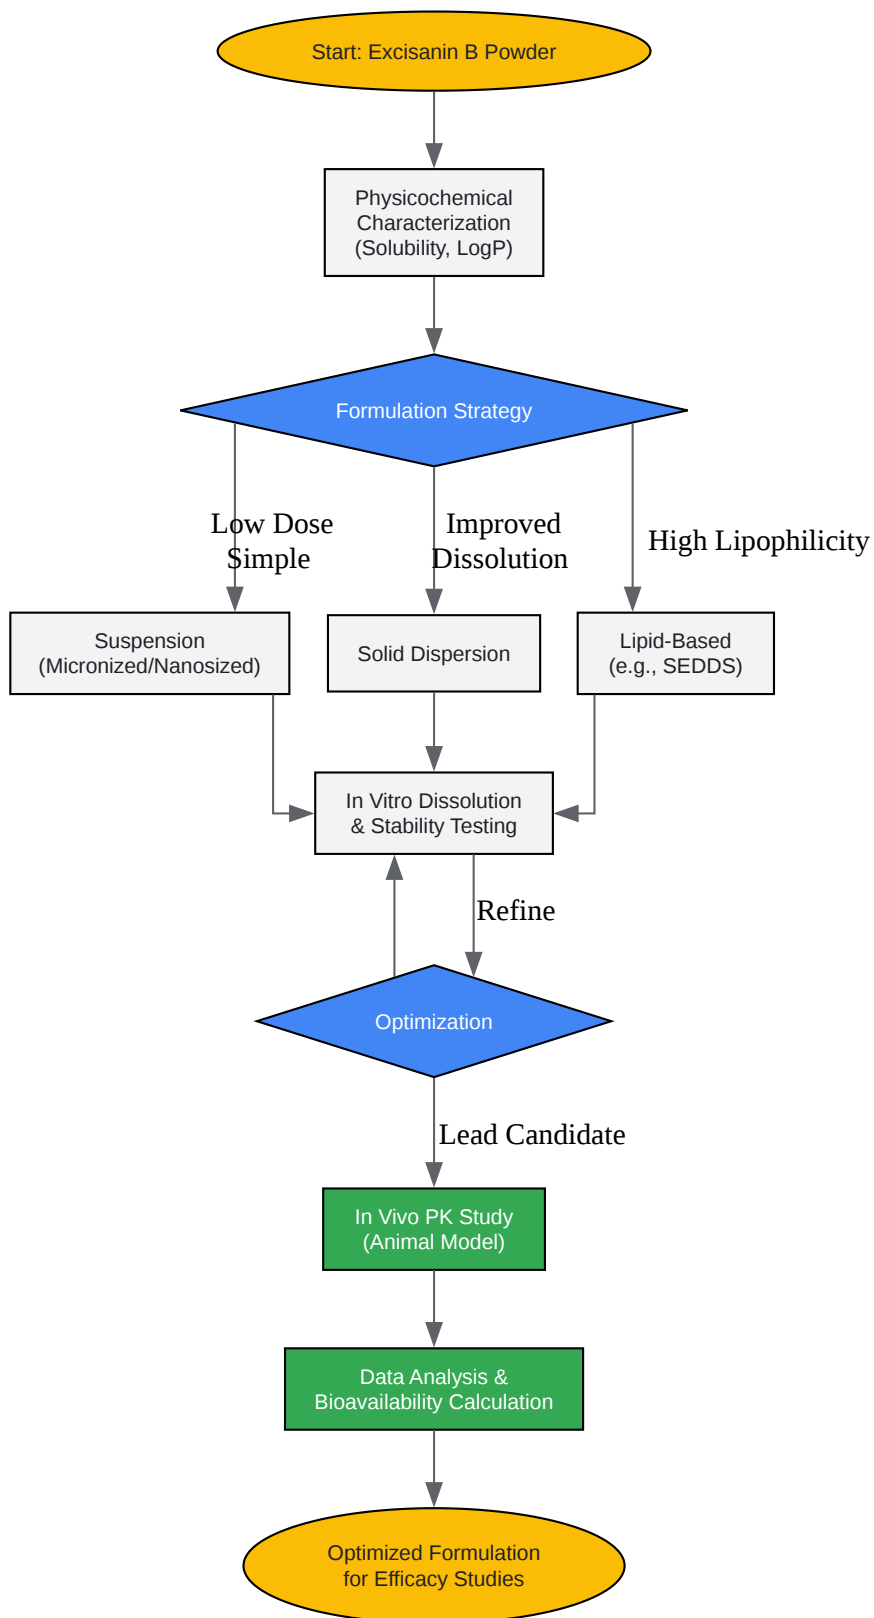 Start: Excisanin B Powder
Physicochemical
Characterization
(Solubility, LogP)
Formulation Strategy
Low Dose
Simple
Improved
Dissolution
High Lipophilicity
Suspension
(Micronized/Nanosized)
Solid Dispersion
Lipid-Based
(e.g., SEDDS)
In Vitro Dissolution
& Stability Testing
Refine
Optimization
Lead Candidate
In Vivo PK Study
(Animal Model)
Data Analysis &
Bioavailability Calculation
Optimized Formulation
for Efficacy Studies